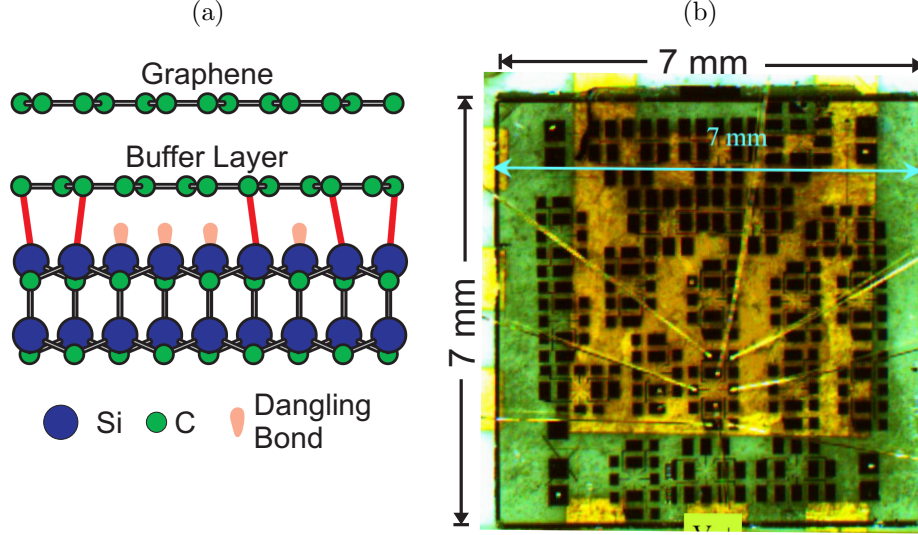 (a)
(b)
Graphene
Buffer Layer
Si
C
Dangling
Bond
7 mm
7 mm
7 mm